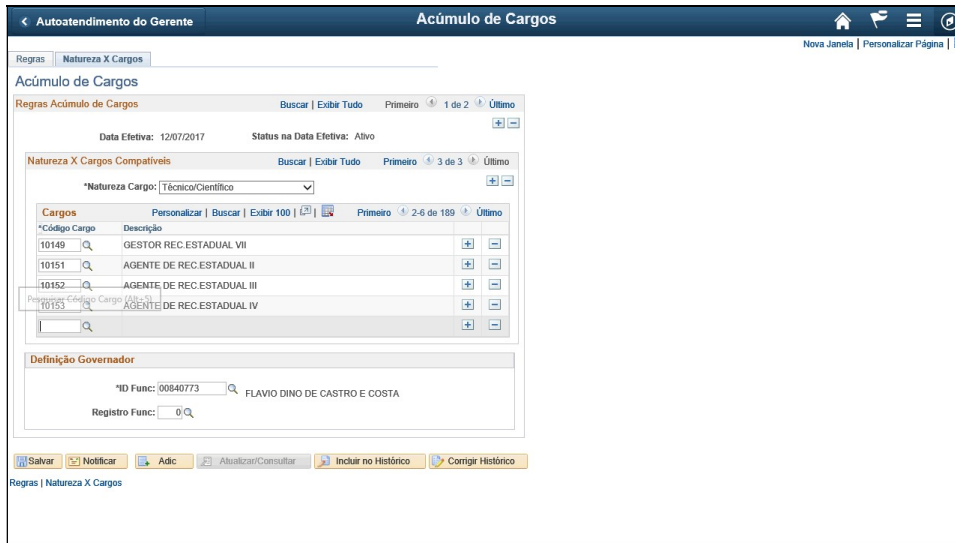 Autoatendimento do Gerente
Acúmulo de Cargos
Nova Janela | Personalizar Página |
Regras
Natureza X Cargos
Acúmulo de Cargos
Regras Acúmulo de Cargos Buscar | Exibir Tudo Primeiro 1 de 2 Último
Data Efetiva: 12/07/2017 Status na Data Efetiva: Ativo
Natureza X Cargos Compatíveis Buscar | Exibir Tudo Primeiro 3 de 3 Último
*Natureza Cargo: Técnico/Científico
Cargos Personalizar | Buscar | Exibir 100 | | Primeiro 2-6 de 189 Último
*Código Cargo Descrição
10149 GESTOR REC.ESTADUAL VII
10151 AGENTE DE REC.ESTADUAL II
10152 AGENTE DE REC.ESTADUAL III
Pesquisar Código Cargo (Alt+5)
10153 AGENTE DE REC.ESTADUAL IV
Definição Governador
*ID Func: 00840773 FLAVIO DINO DE CASTRO E COSTA
Registro Func: 0
Salvar Notificar Adic Atualizar/Consultar Incluir no Histórico Corrigir Histórico
Regras | Natureza X Cargos